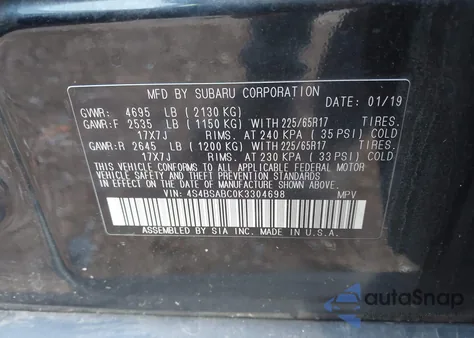 MFD BY SUBARU CORPORATION
DATE: 01/19
GVWR: 4695 LB (2130 KG)
GAWR:F 2535 LB (1150 KG) WITH 225/65R17 TIRES.
17X7J RIMS. AT 240 KPA (35 PSI) COLD
GAWR:R 2645 LB (1200 KG) WITH 225/65R17 TIRES.
17X7J RIMS. AT 230 KPA (33 PSI) COLD
THIS VEHICLE CONFORMS TO ALL APPLICABLE FEDERAL
MOTOR VEHICLE SAFETY, BUMPER, AND THEFT PREVENTION
STANDARDS IN EFFECT ON THE DATE OF MANUFACTURE
SHOWN ABOVE.
VIN: 4S4BSABC0K3304698 MPV
ASSEMBLED BY SIA INC. MADE IN U.S.A.
autoSnap